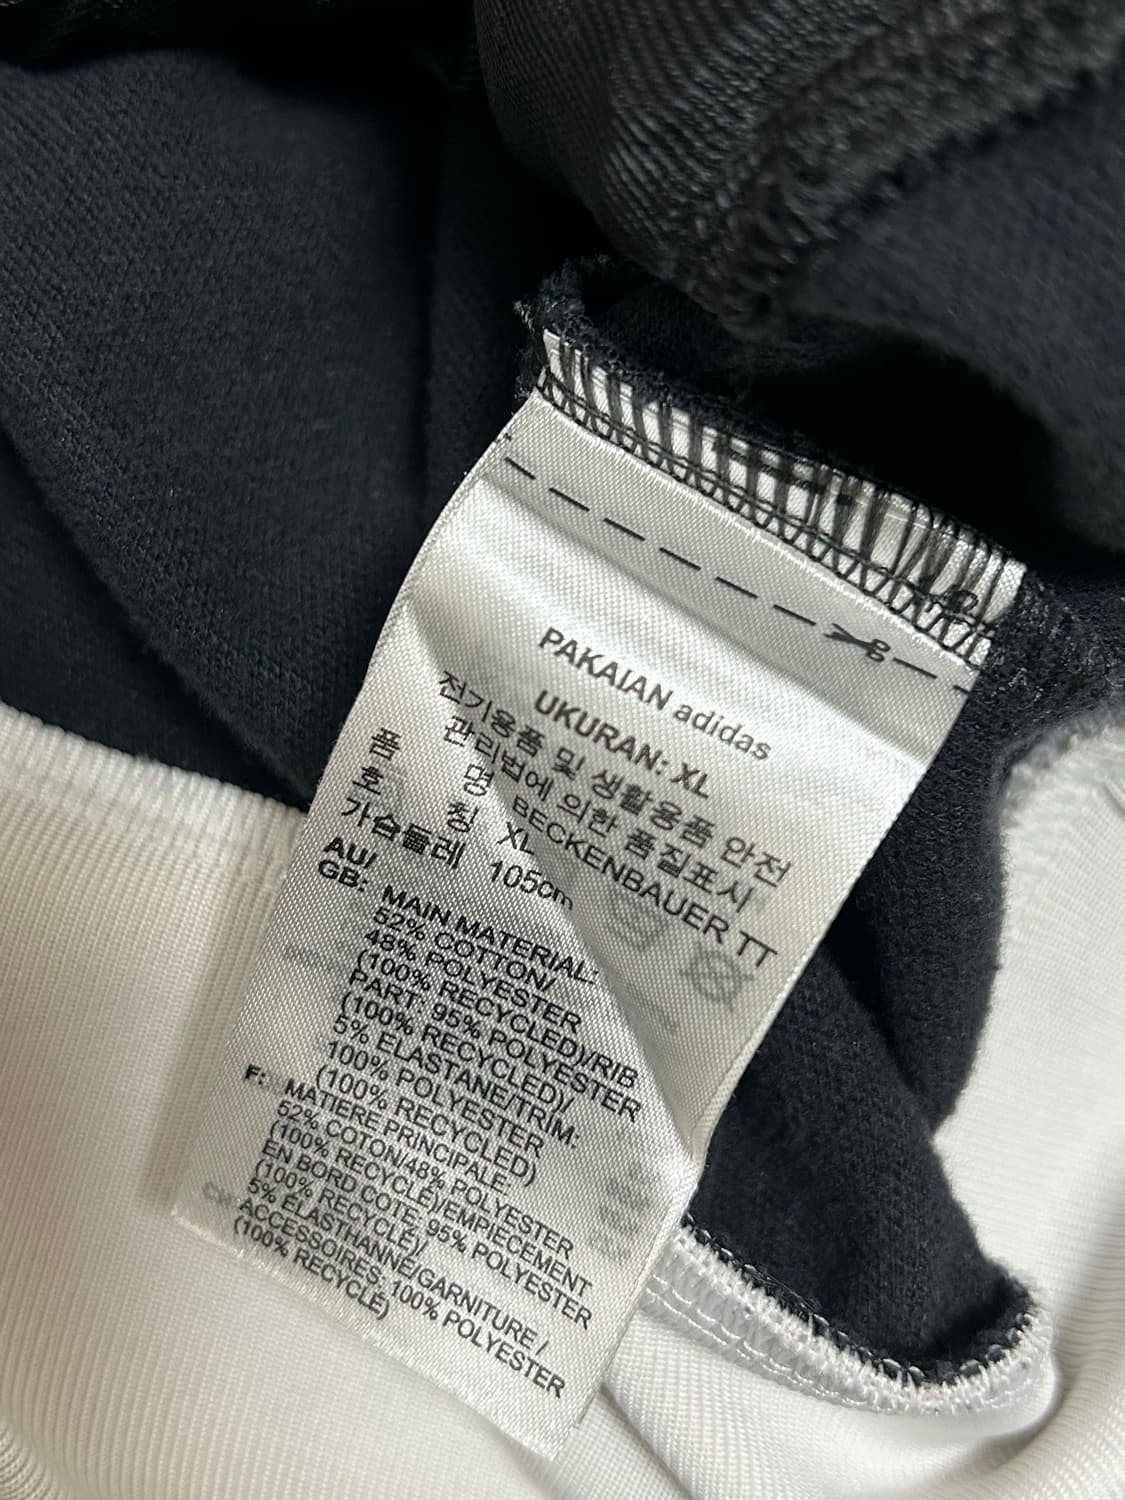 PAKAIAN adidas
UKURAN: XL
전기용품 및 생활용품 안전
관리법에 의한 품질표시
품 명 BECKENBAUER TT
호 칭 XL
가슴둘레 105cm
AU/
GB: MAIN MATERIAL:
52% COTTON/
48% POLYESTER
(100% RECYCLED)/RIB
PART: 95% POLYESTER
(100% RECYCLED)/
5% ELASTANE/TRIM:
100% POLYESTER
(100% RECYCLED)
F: MATIÈRE PRINCIPALE:
52% COTON/48% POLYESTER
(100% RECYCLÉ)/EMPIÈCEMENT
EN BORD COTE: 95% POLYESTER
(100% RECYCLÉ)/
5% ÉLASTHANNE/GARNITURE /
ACCESSOIRES: 100% POLYESTER
(100% RECYCLÉ)